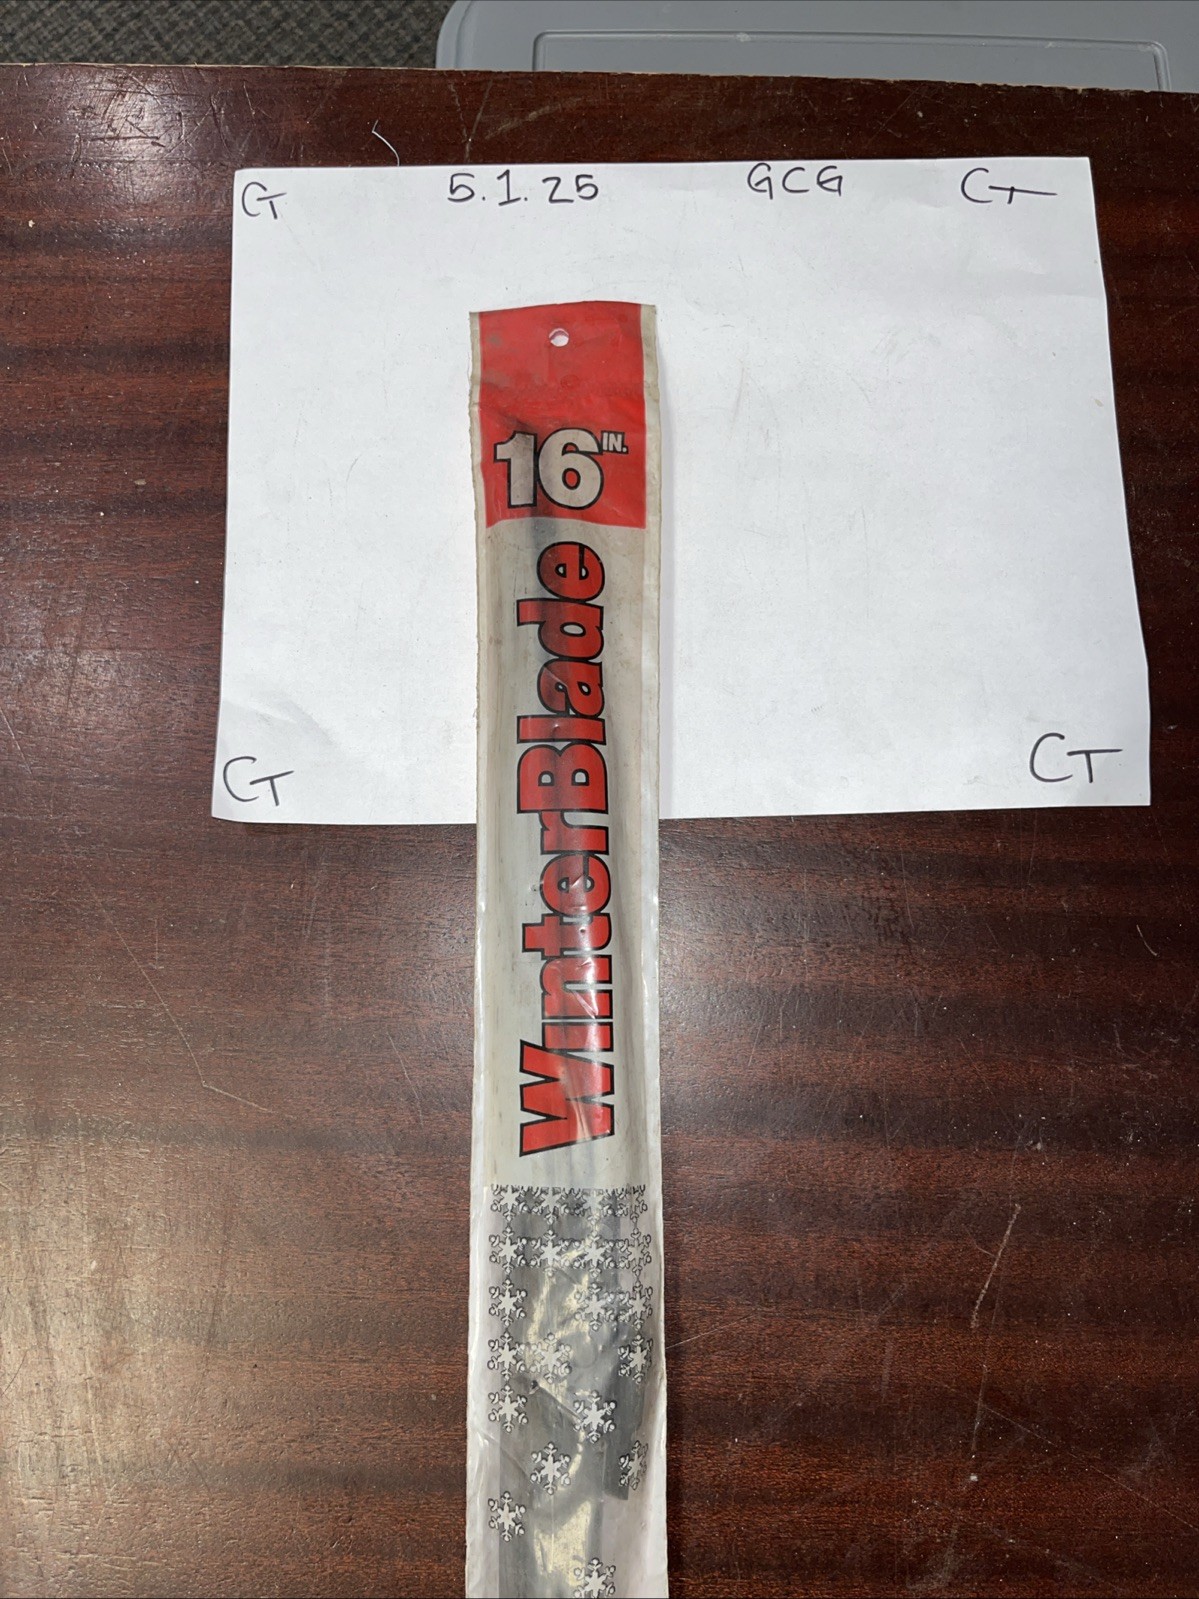 CT 5.1.25 GCG CT
16 IN.
WinterBlade
CT CT